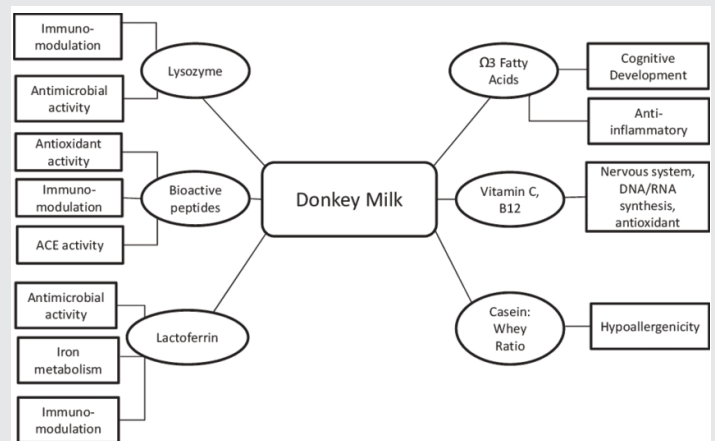 Immuno-
modulation
Lysozyme
Antimicrobial
activity
Antioxidant
activity
Immuno-
modulation
Bioactive
peptides
ACE activity
Antimicrobial
activity
Lactoferrin
Iron
metabolism
Immuno-
modulation
Donkey Milk
Ω3 Fatty
Acids
Cognitive
Development
Anti-
inflammatory
Vitamin C,
B12
Nervous system,
DNA/RNA
synthesis,
antioxidant
Casein:
Whey
Ratio
Hypoallergenicity